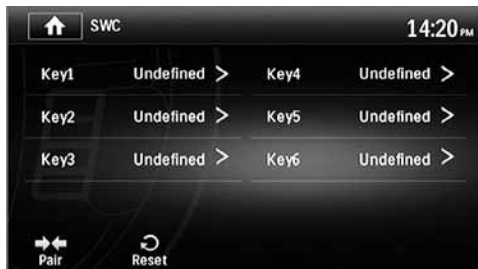 SWC 14:20 PM
Key1 Undefined > Key4 Undefined >
Key2 Undefined > Key5 Undefined >
Key3 Undefined > Key6 Undefined >
Pair Reset